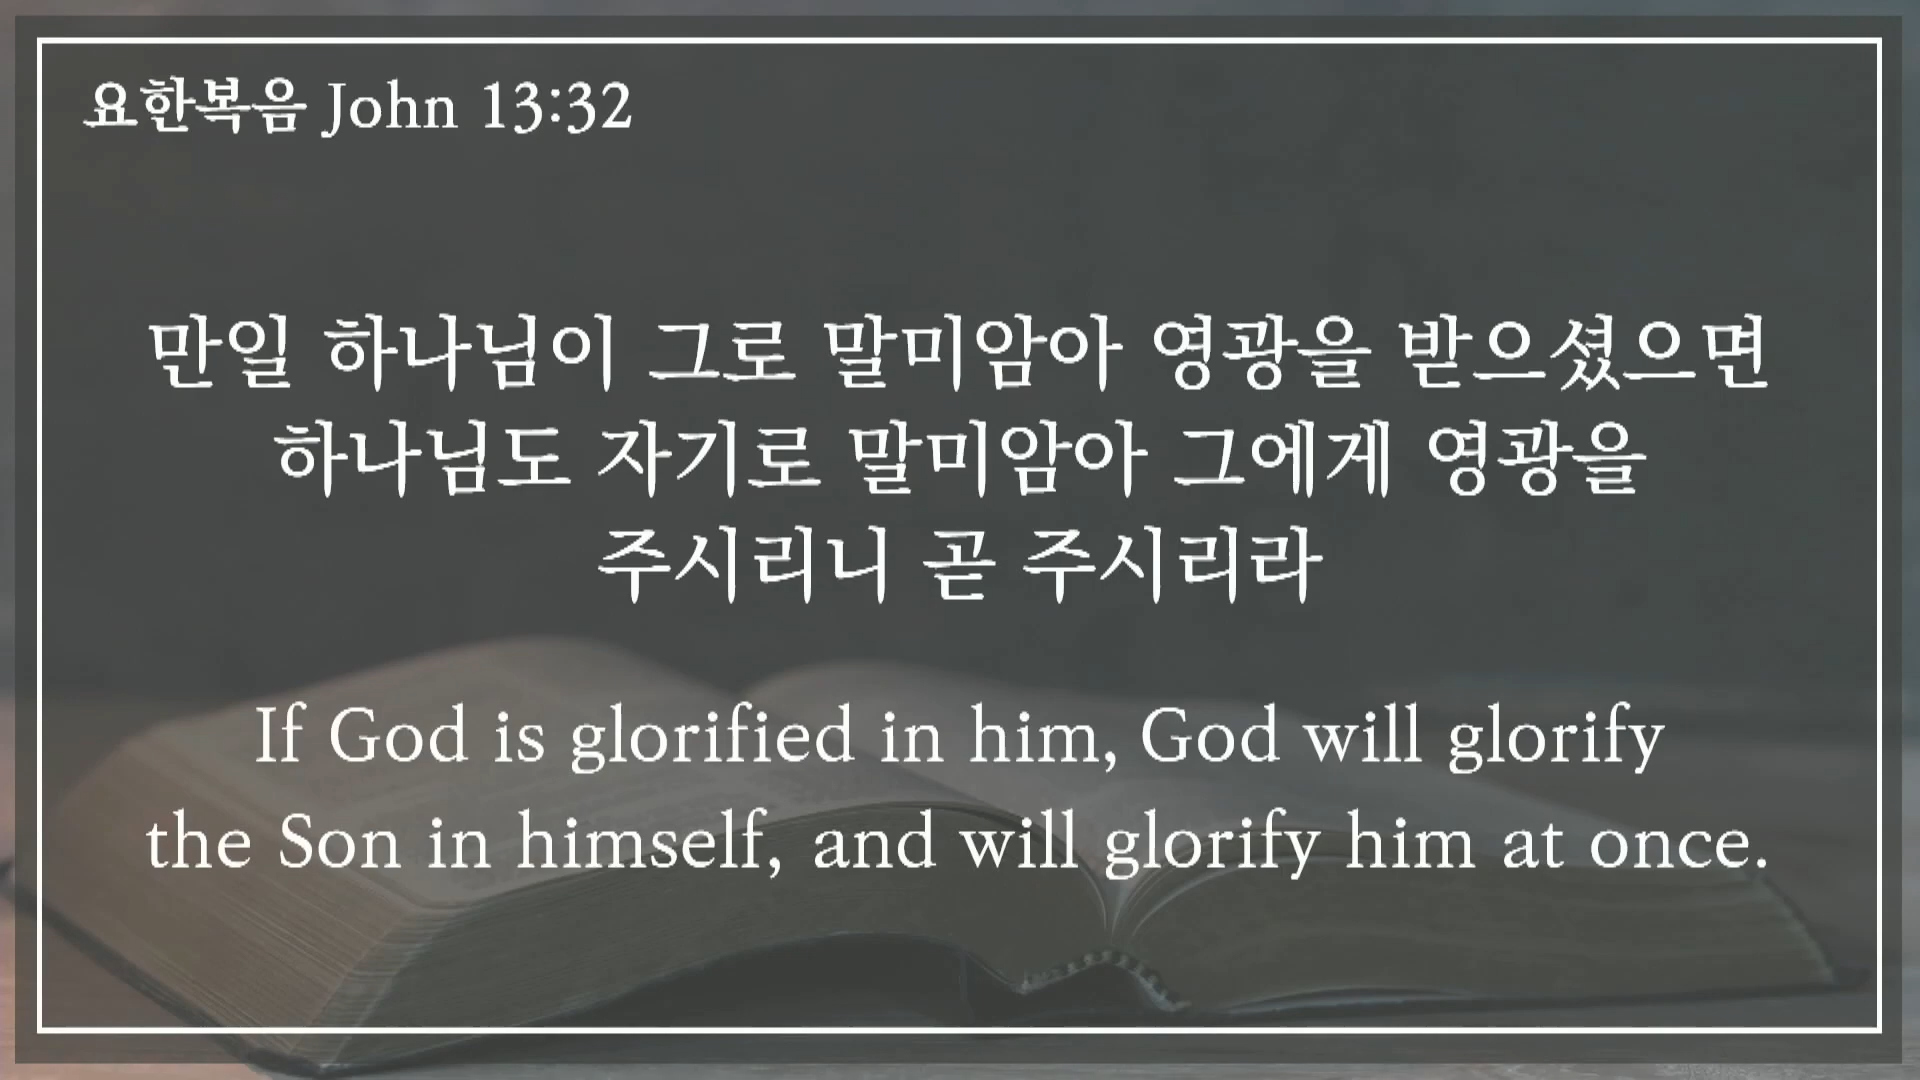 요한복음 John 13:32
만일 하나님이 그로 말미암아 영광을 받으셨으면
하나님도 자기로 말미암아 그에게 영광을
주시리니 곧 주시리라
If God is glorified in him, God will glorify
the Son in himself, and will glorify him at once.